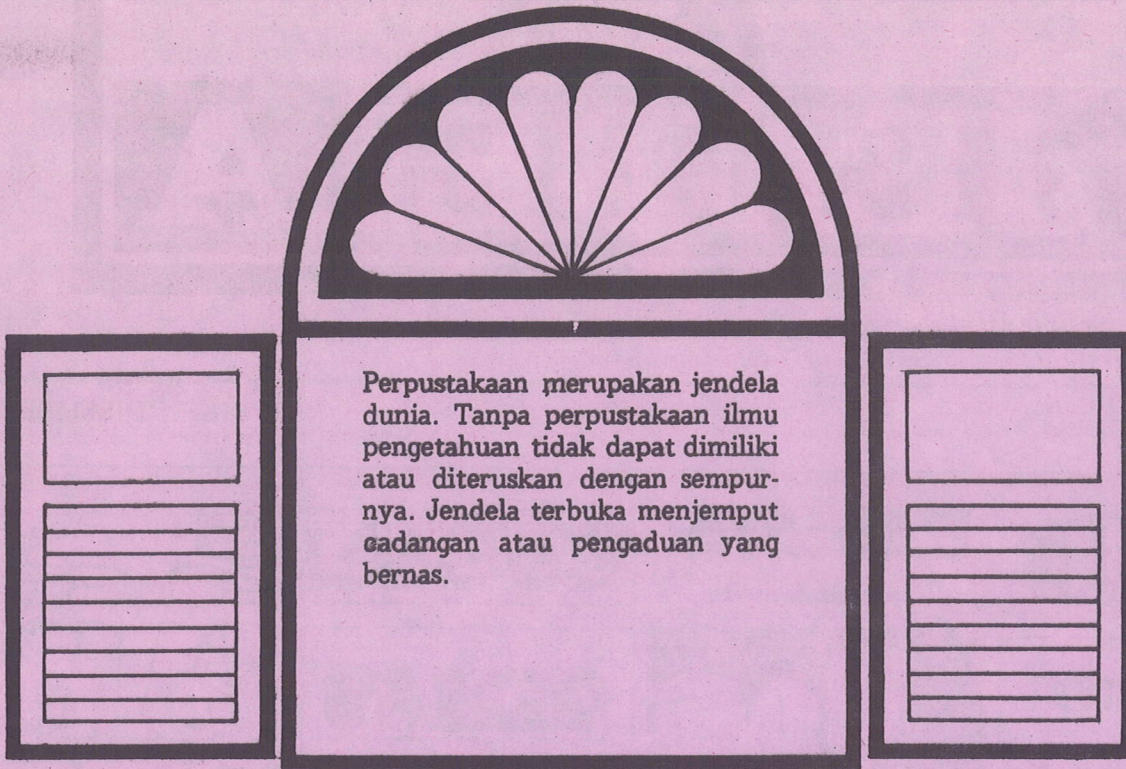 Perpustakaan merupakan jendela
dunia. Tanpa perpustakaan ilmu
pengetahuan tidak dapat dimiliki
atau diteruskan dengan sempur-
nya. Jendela terbuka menjemput
cadangan atau pengaduan yang
bernas.